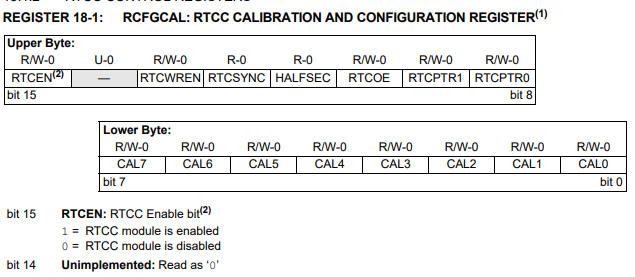 REGISTER 18-1: RCFGCAL: RTCC CALIBRATION AND CONFIGURATION REGISTER(1)
Upper Byte:
R/W-0 U-0 R/W-0 R-0 R-0 R/W-0 R/W-0 R/W-0
RTCEN(2) — RTCWREN RTCSYNC HALFSEC RTCOE RTCPTR1 RTCPTR0
bit 15 bit 8
Lower Byte:
R/W-0 R/W-0 R/W-0 R/W-0 R/W-0 R/W-0 R/W-0 R/W-0
CAL7 CAL6 CAL5 CAL4 CAL3 CAL2 CAL1 CAL0
bit 7 bit 0
bit 15 RTCEN: RTCC Enable bit(2)
1 = RTCC module is enabled
0 = RTCC module is disabled
bit 14 Unimplemented: Read as ‘0’